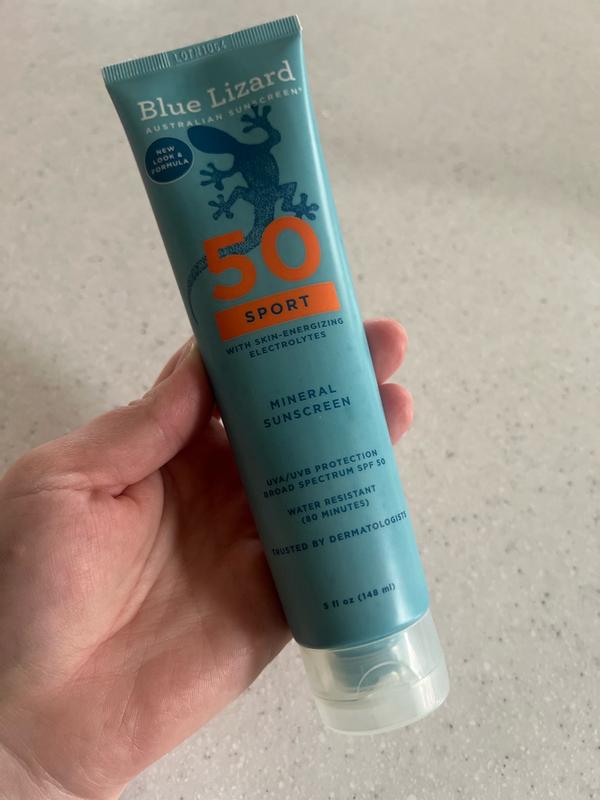 Blue Lizard
AUSTRALIAN SUNSCREEN®
NEW
LOOK &
FORMULA
50
SPORT
WITH SKIN-ENERGIZING
ELECTROLYTES
MINERAL
SUNSCREEN
UVA/UVB PROTECTION
BROAD SPECTRUM SPF 50
WATER RESISTANT
(80 MINUTES)
TRUSTED BY DERMATOLOGISTS
5 fl oz (148 ml)